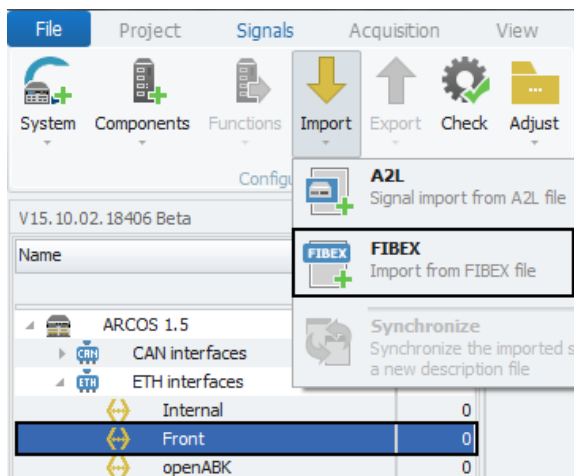 File Project Signals Acquisition View
System Components Functions Import Export Check Adjust
Configu
A2L
Signal import from A2L file
V15.10.02.18406 Beta
FIBEX
FIBEX
Import from FIBEX file
Name
Synchronize
Synchronize the imported s
a new description file
ARCOS 1.5
CAN CAN interfaces
ETH ETH interfaces
Internal 0
Front 0
openABK 0